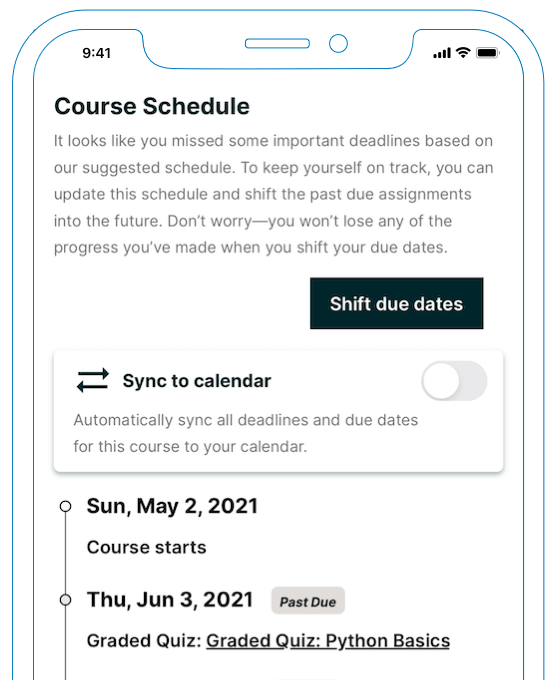 9:41
Course Schedule
It looks like you missed some important deadlines based on
our suggested schedule. To keep yourself on track, you can
update this schedule and shift the past due assignments
into the future. Don’t worry—you won’t lose any of the
progress you’ve made when you shift your due dates.
Shift due dates
Sync to calendar
Automatically sync all deadlines and due dates
for this course to your calendar.
Sun, May 2, 2021
Course starts
Thu, Jun 3, 2021 Past Due
Graded Quiz: Graded Quiz: Python Basics